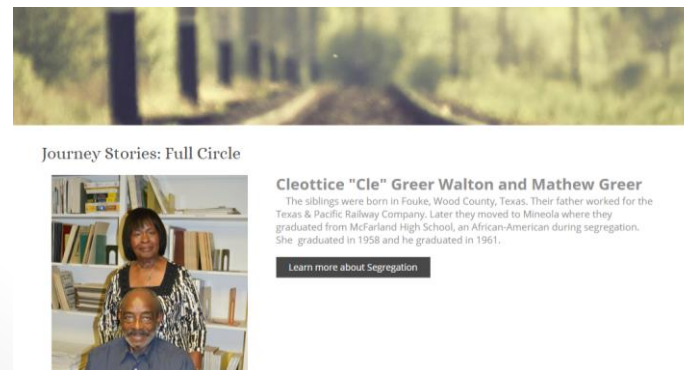 Journey Stories: Full Circle
Cleottice "Cle" Greer Walton and Mathew Greer
The siblings were born in Fouke, Wood County, Texas. Their father worked for the
Texas & Pacific Railway Company. Later they moved to Mineola where they
graduated from McFarland High School, an African-American during segregation.
She graduated in 1958 and he graduated in 1961.
Learn more about Segregation